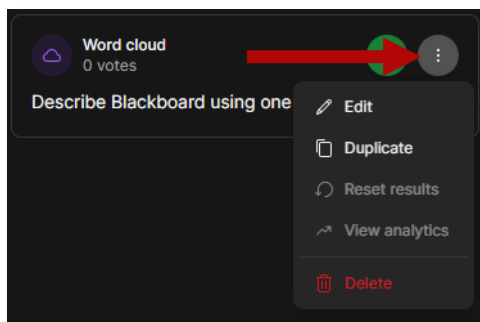 Word cloud
0 votes
Describe Blackboard using one
Edit
Duplicate
Reset results
View analytics
Delete